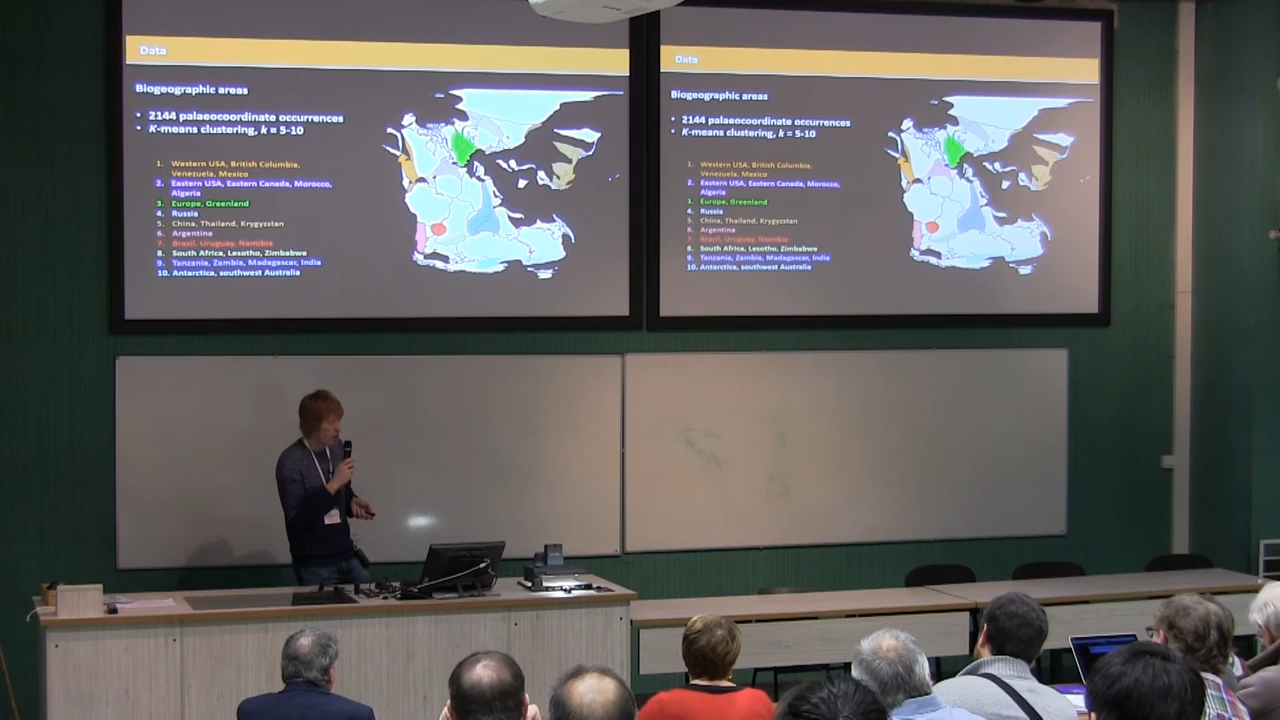 Data
Biogeographic areas
• 2144 palaeocoordinate occurrences
• K-means clustering, k = 5-10
1. Western USA, British Columbia,
Venezuela, Mexico
2. Eastern USA, Eastern Canada, Morocco,
Algeria
3. Europe, Greenland
4. Russia
5. China, Thailand, Krygyzstan
6. Argentina
7. Brazil, Uruguay, Namibia
8. South Africa, Lesotho, Zimbabwe
9. Tanzania, Zambia, Madagascar, India
10. Antarctica, southwest Australia
Data
Biogeographic areas
• 2144 palaeocoordinate occurrences
• K-means clustering, k = 5-10
1. Western USA, British Columbia,
Venezuela, Mexico
2. Eastern USA, Eastern Canada, Morocco,
Algeria
3. Europe, Greenland
4. Russia
5. China, Thailand, Krygyzstan
6. Argentina
7. Brazil, Uruguay, Namibia
8. South Africa, Lesotho, Zimbabwe
9. Tanzania, Zambia, Madagascar, India
10. Antarctica, southwest Australia